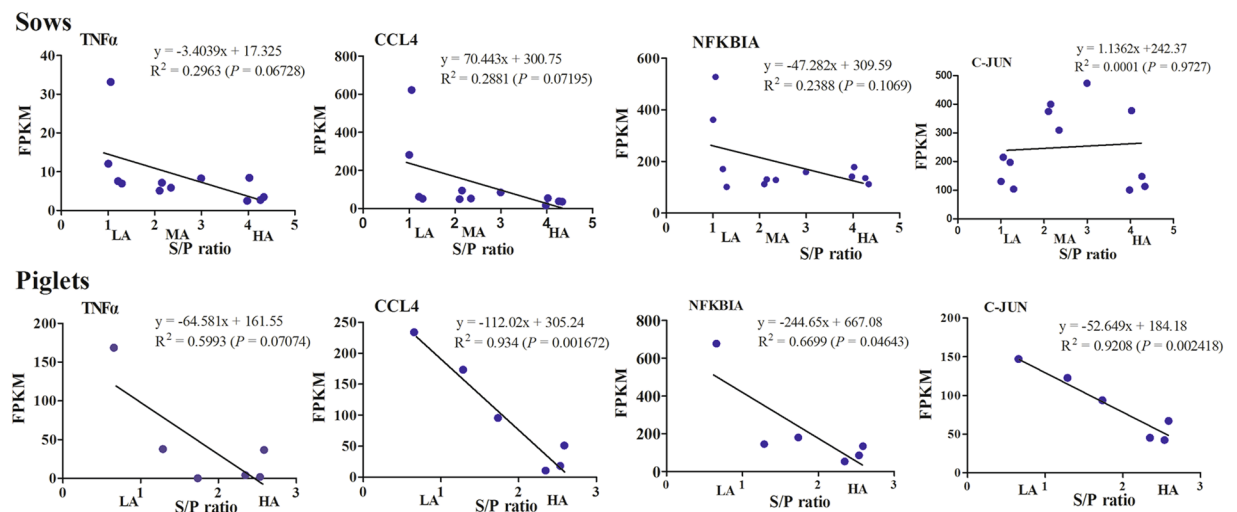 Sows
TNFα
y = -3.4039x + 17.325
R² = 0.2963 (P = 0.06728)
FPKM
40
30
20
10
0
0 1 2 3 4 5
LA MA HA
S/P ratio
CCL4
y = 70.443x + 300.75
R² = 0.2881 (P = 0.07195)
FPKM
800
600
400
200
0
0 1 2 3 4 5
LA MA HA
S/P ratio
NFKBIA
y = -47.282x + 309.59
R² = 0.2388 (P = 0.1069)
FPKM
600
400
200
0
0 1 2 3 4 5
LA MA HA
S/P ratio
C-JUN
y = 1.1362x +242.37
R² = 0.0001 (P = 0.9727)
FPKM
500
400
300
200
100
0
0 1 2 3 4 5
LA MA HA
S/P ratio
Piglets
TNFα
y = -64.581x + 161.55
R² = 0.5993 (P = 0.07074)
FPKM
200
150
100
50
0
0 1 2 3
LA HA
S/P ratio
CCL4
y = -112.02x + 305.24
R² = 0.934 (P = 0.001672)
FPKM
250
200
150
100
50
0
0 1 2 3
LA HA
S/P ratio
NFKBIA
y = -244.65x + 667.08
R² = 0.6699 (P = 0.04643)
FPKM
800
600
400
200
0
0 1 2 3
LA HA
S/P ratio
C-JUN
y = -52.649x + 184.18
R² = 0.9208 (P = 0.002418)
FPKM
200
150
100
50
0
0 1 2 3
LA HA
S/P ratio